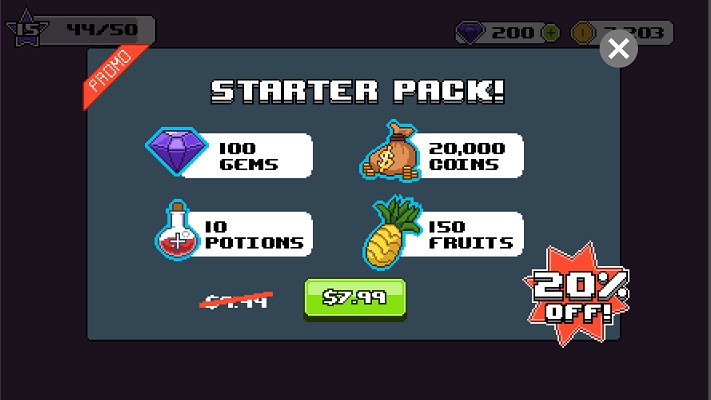 15
44/50
200
PROMO
STARTER PACK!
100
GEMS
20,000
COINS
10
POTIONS
150
FRUITS
$7.99
20%
OFF!